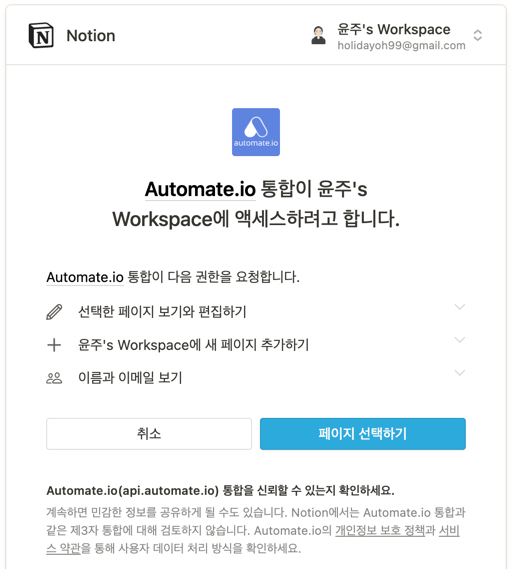 Notion
윤주's Workspace
holidayoh99@gmail.com
automate.io
Automate.io 통합이 윤주's
Workspace에 액세스하려고 합니다.
Automate.io 통합이 다음 권한을 요청합니다.
선택한 페이지 보기와 편집하기
윤주's Workspace에 새 페이지 추가하기
이름과 이메일 보기
취소
페이지 선택하기
Automate.io(api.automate.io) 통합을 신뢰할 수 있는지 확인하세요.
계속하면 민감한 정보를 공유하게 될 수도 있습니다. Notion에서는 Automate.io 통합과
같은 제3자 통합에 대해 검토하지 않습니다. Automate.io의 개인정보 보호 정책과 서비
스 약관을 통해 사용자 데이터 처리 방식을 확인하세요.